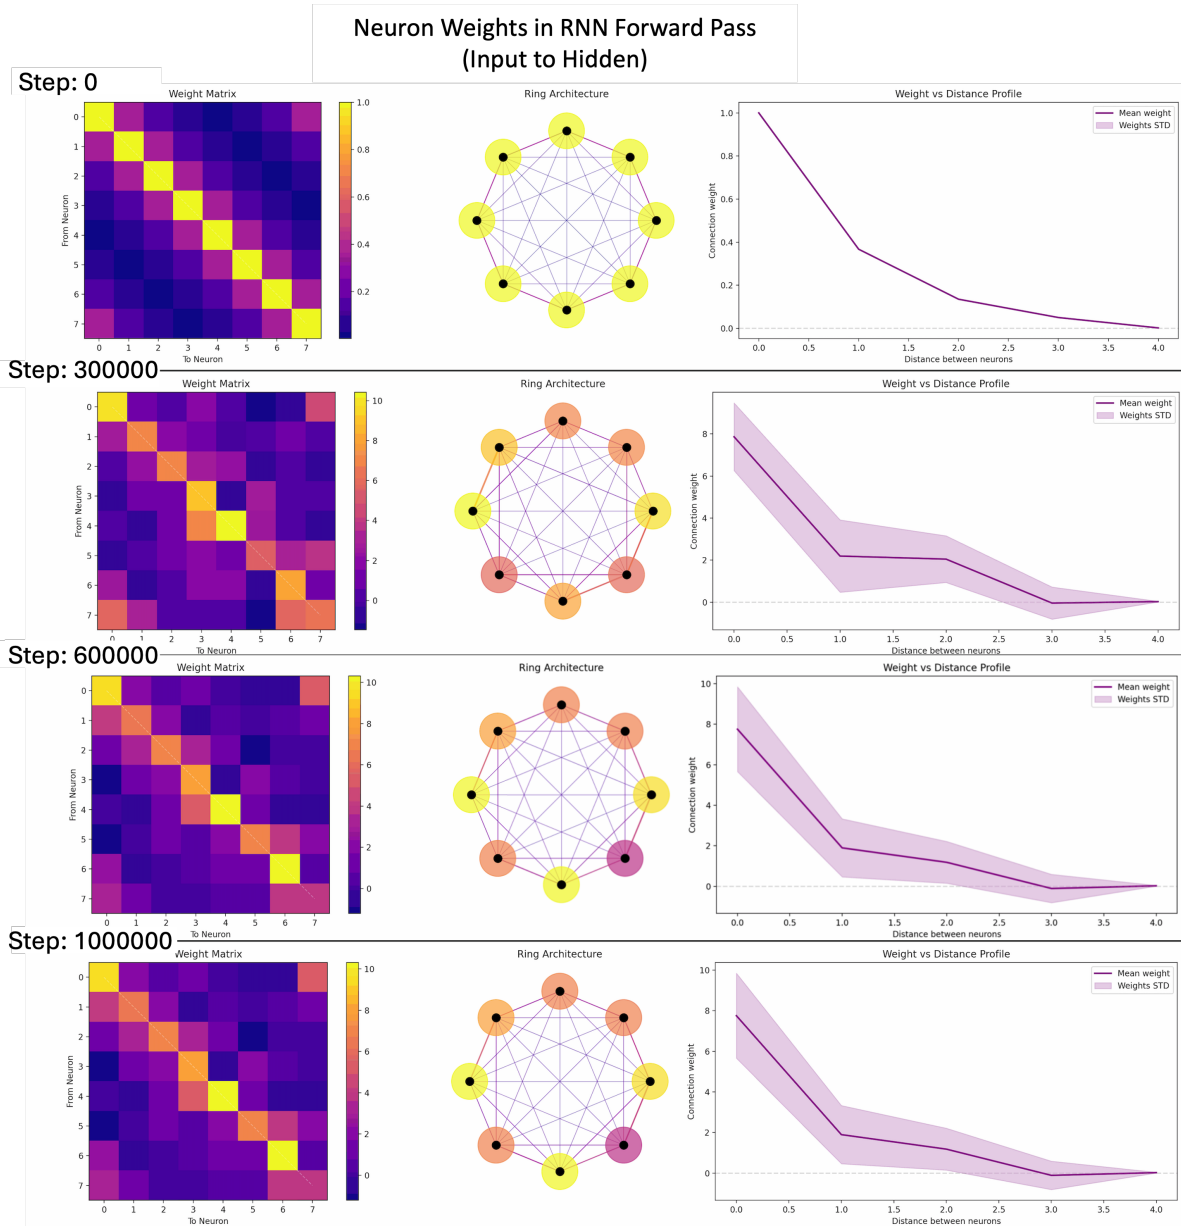 Neuron Weights in RNN Forward Pass
(Input to Hidden)
Step: 0
Weight Matrix
From Neuron
0
1
2
3
4
5
6
7
0 1 2 3 4 5 6 7
To Neuron
1.0
0.8
0.6
0.4
0.2
Ring Architecture
Weight vs Distance Profile
Mean weight
Weights STD
Connection weight
1.0
0.8
0.6
0.4
0.2
0.0
0.0 0.5 1.0 1.5 2.0 2.5 3.0 3.5 4.0
Distance between neurons
Step: 300000
Weight Matrix
From Neuron
0
1
2
3
4
5
6
7
0 1 2 3 4 5 6 7
10
8
6
4
2
0
Ring Architecture
Weight vs Distance Profile
Mean weight
Weights STD
Connection weight
8
6
4
2
0
0.0 0.5 1.0 1.5 2.0 2.5 3.0 3.5 4.0
Distance between neurons
Step: 600000
Weight Matrix
From Neuron
0
1
2
3
4
5
6
7
0 1 2 3 4 5 6 7
To Neuron
10
8
6
4
2
0
Ring Architecture
Weight vs Distance Profile
Mean weight
Weights STD
Connection weight
10
8
6
4
2
0
0.0 0.5 1.0 1.5 2.0 2.5 3.0 3.5 4.0
Distance between neurons
Step: 1000000
Weight Matrix
From Neuron
0
1
2
3
4
5
6
7
0 1 2 3 4 5 6 7
To Neuron
10
8
6
4
2
0
Ring Architecture
Weight vs Distance Profile
Mean weight
Weights STD
Connection weight
10
8
6
4
2
0
0.0 0.5 1.0 1.5 2.0 2.5 3.0 3.5 4.0
Distance between neurons